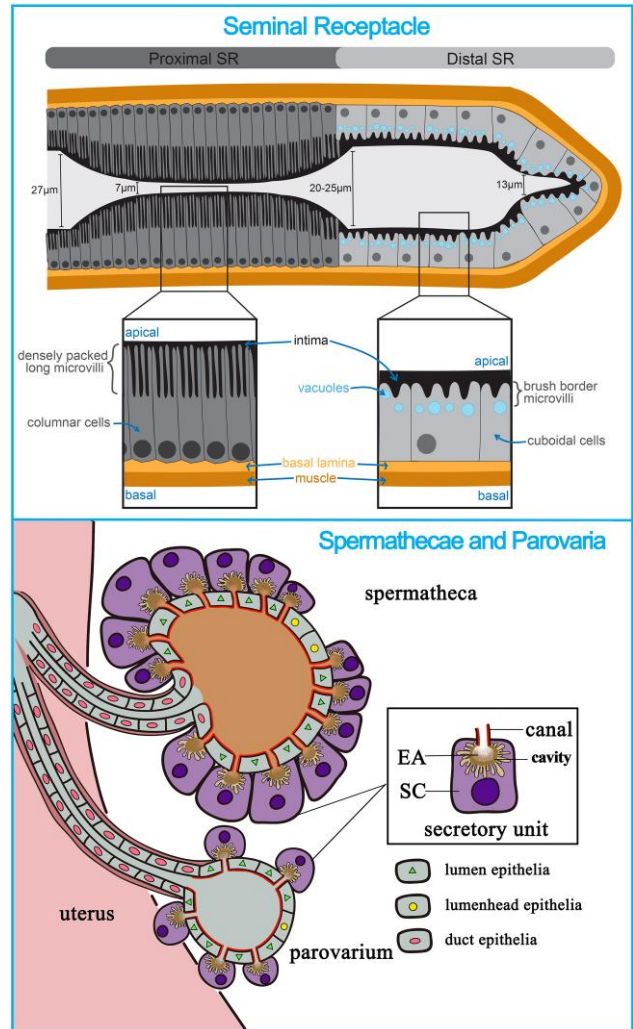 Seminal Receptacle
Proximal SR
Distal SR
27µm
7µm
20-25µm
13µm
apical
densely packed
long microvilli
columnar cells
basal
intima
vacuoles
basal lamina
muscle
apical
brush border
microvilli
cuboidal cells
basal
Spermathecae and Parovaria
spermatheca
canal
EA
cavity
SC
secretory unit
lumen epithelia
lumenhead epithelia
duct epithelia
uterus
parovarium